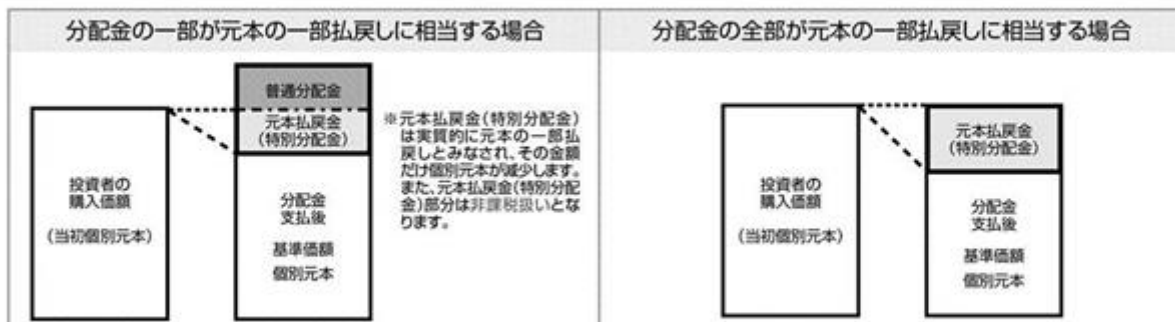 分配金の一部が元本の一部払戻しに相当する場合
普通分配金
元本払戻金
(特別分配金)
投資者の
購入価額
(当初個別元本)
分配金
支払後
基準価額
個別元本
※元本払戻金(特別分配金)
は実質的に元本の一部払
戻しとみなされ、その金額
だけ個別元本が減少します。
また、元本払戻金(特別分配
金)部分は非課税扱いとな
ります。
分配金の全部が元本の一部払戻しに相当する場合
元本払戻金
(特別分配金)
投資者の
購入価額
(当初個別元本)
分配金
支払後
基準価額
個別元本